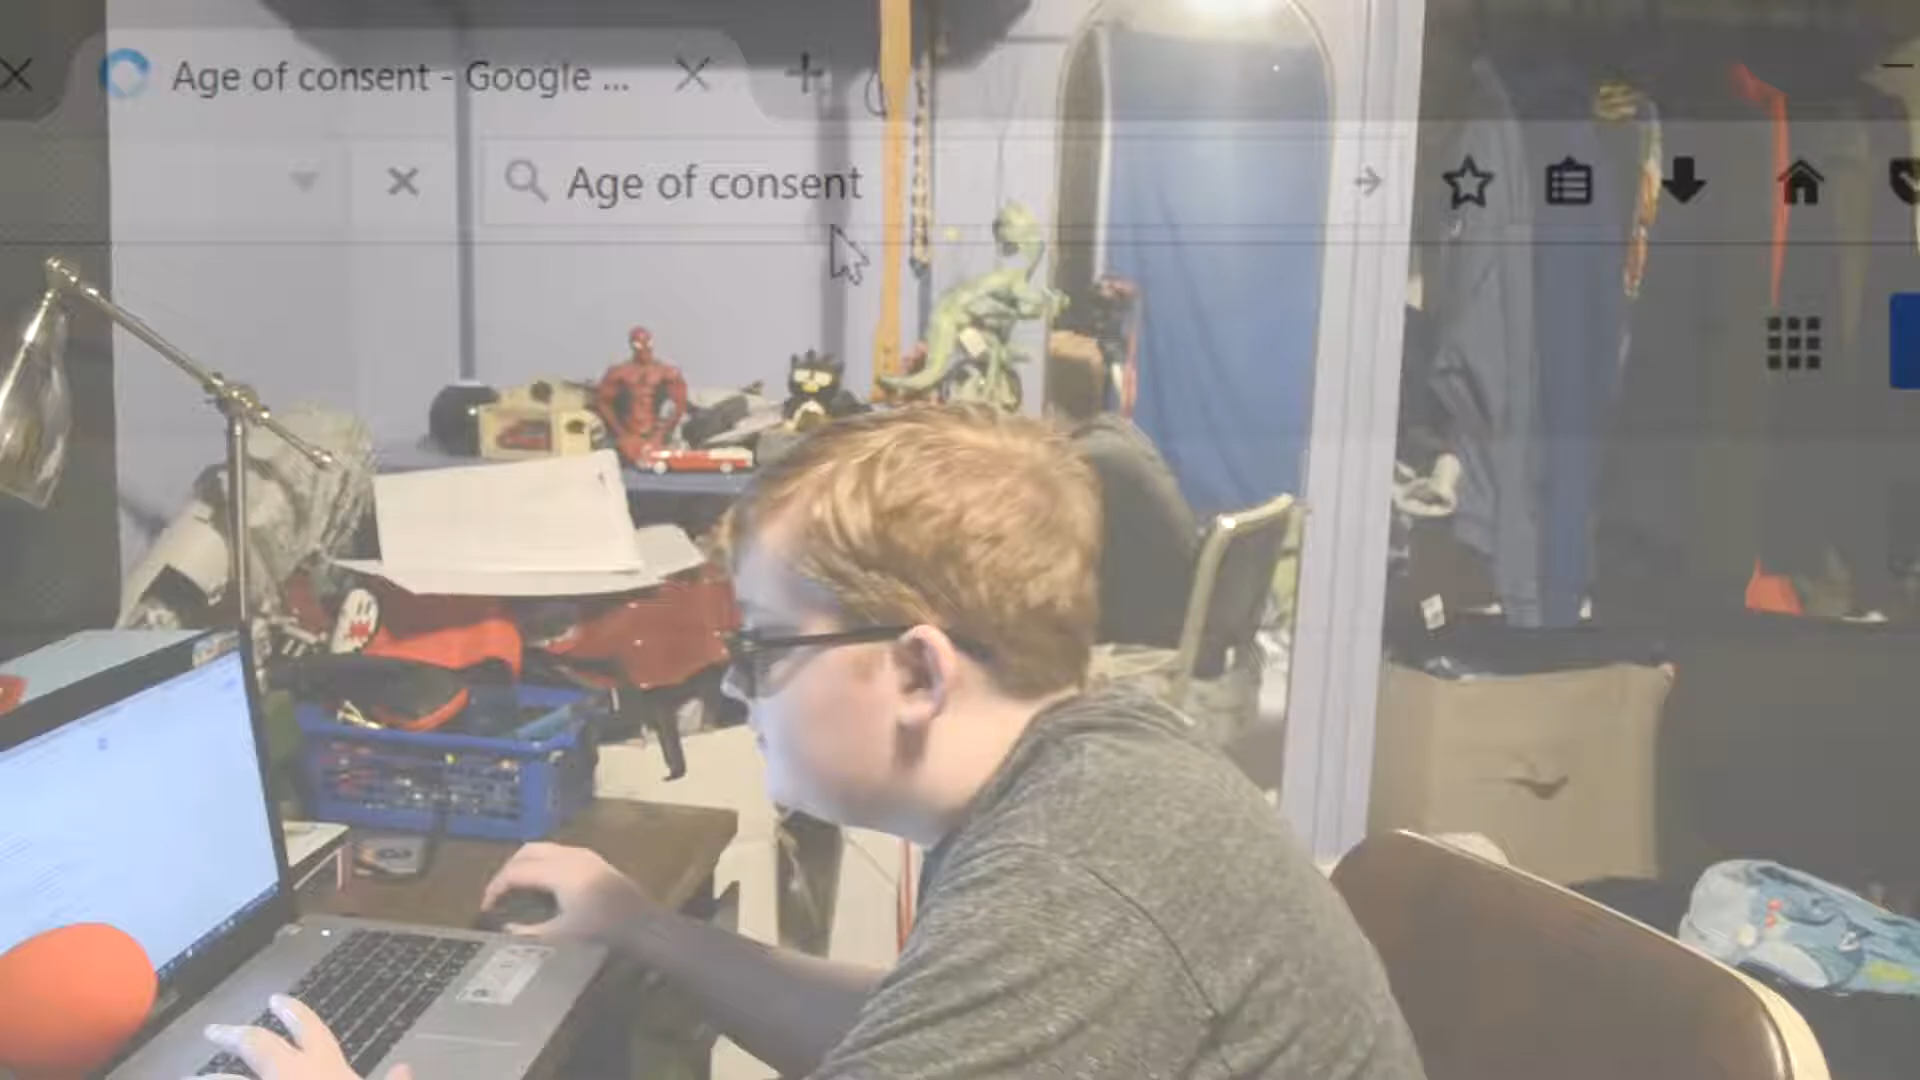 Age of consent - Google ...
Age of consent